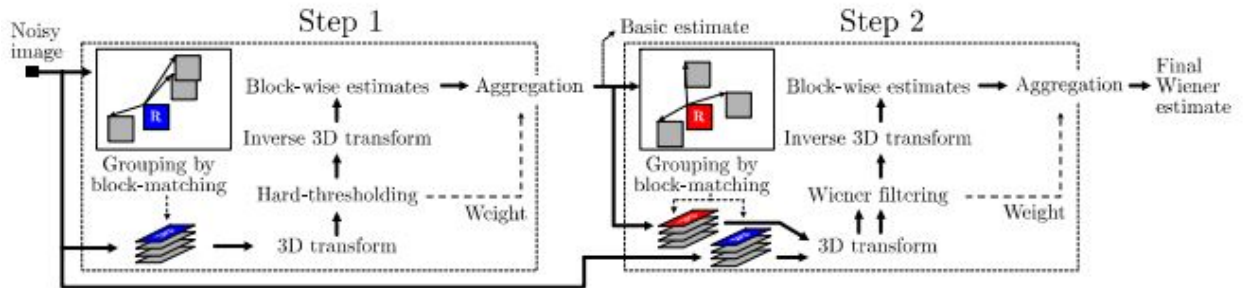 Step 1
Noisy
image
R
Grouping by
block-matching
Block-wise estimates
Aggregation
Inverse 3D transform
Hard-thresholding
Weight
3D transform
Basic estimate
Step 2
R
Grouping by
block-matching
Block-wise estimates
Aggregation
Inverse 3D transform
Wiener filtering
Weight
3D transform
Final
Wiener
estimate